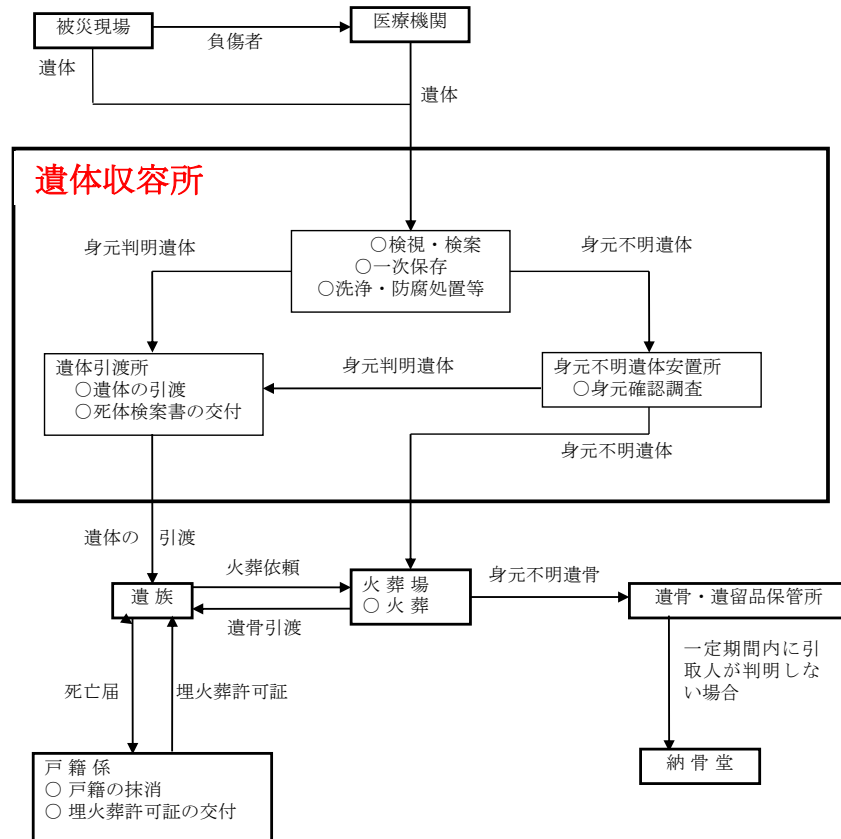 被災現場
医療機関
負傷者
遺体
遺体
遺体収容所
○検視・検案
○一次保存
○洗浄・防腐処置等
身元判明遺体
身元不明遺体
遺体引渡所
○遺体の引渡
○死体検案書の交付
身元判明遺体
身元不明遺体安置所
○身元確認調査
身元不明遺体
遺体の 引渡
火葬依頼
遺族
火 葬 場
○ 火 葬
身元不明遺骨
遺骨・遺留品保管所
遺骨引渡
一定期間内に引
取人が判明しな
い場合
死亡届
埋火葬許可証
納 骨 堂
戸 籍 係
○ 戸籍の抹消
○ 埋火葬許可証の交付